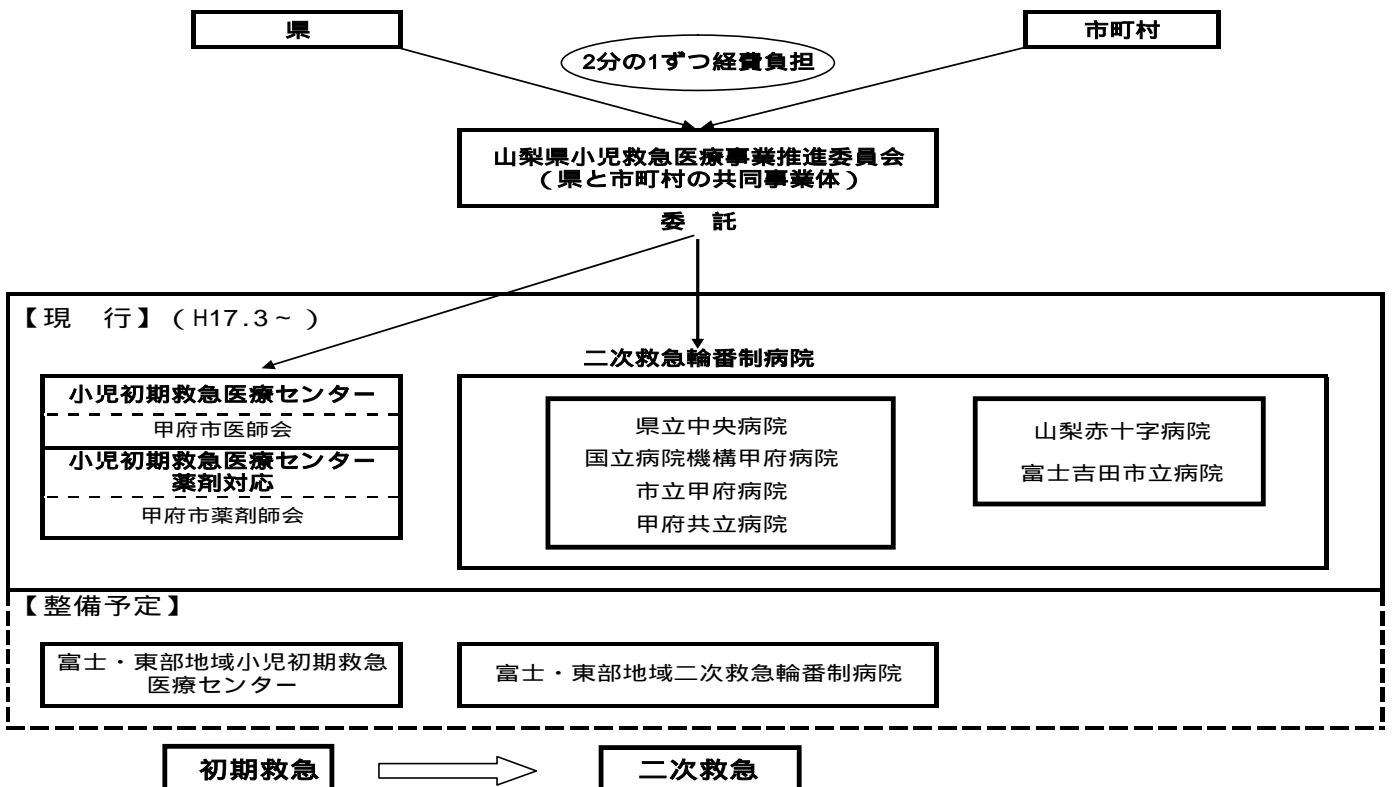 県
市町村
2分の1ずつ経費負担
山梨県小児救急医療事業推進委員会
（県と市町村の共同事業体）
委 託
【現 行】（H17.3~ ）
二次救急輪番制病院
小児初期救急医療センター
甲府市医師会
小児初期救急医療センター
薬剤対応
甲府市薬剤師会
県立中央病院
国立病院機構甲府病院
市立甲府病院
甲府共立病院
山梨赤十字病院
富士吉田市立病院
【整備予定】
富士・東部地域小児初期救急
医療センター
富士・東部地域二次救急輪番制病院
初期救急
二次救急